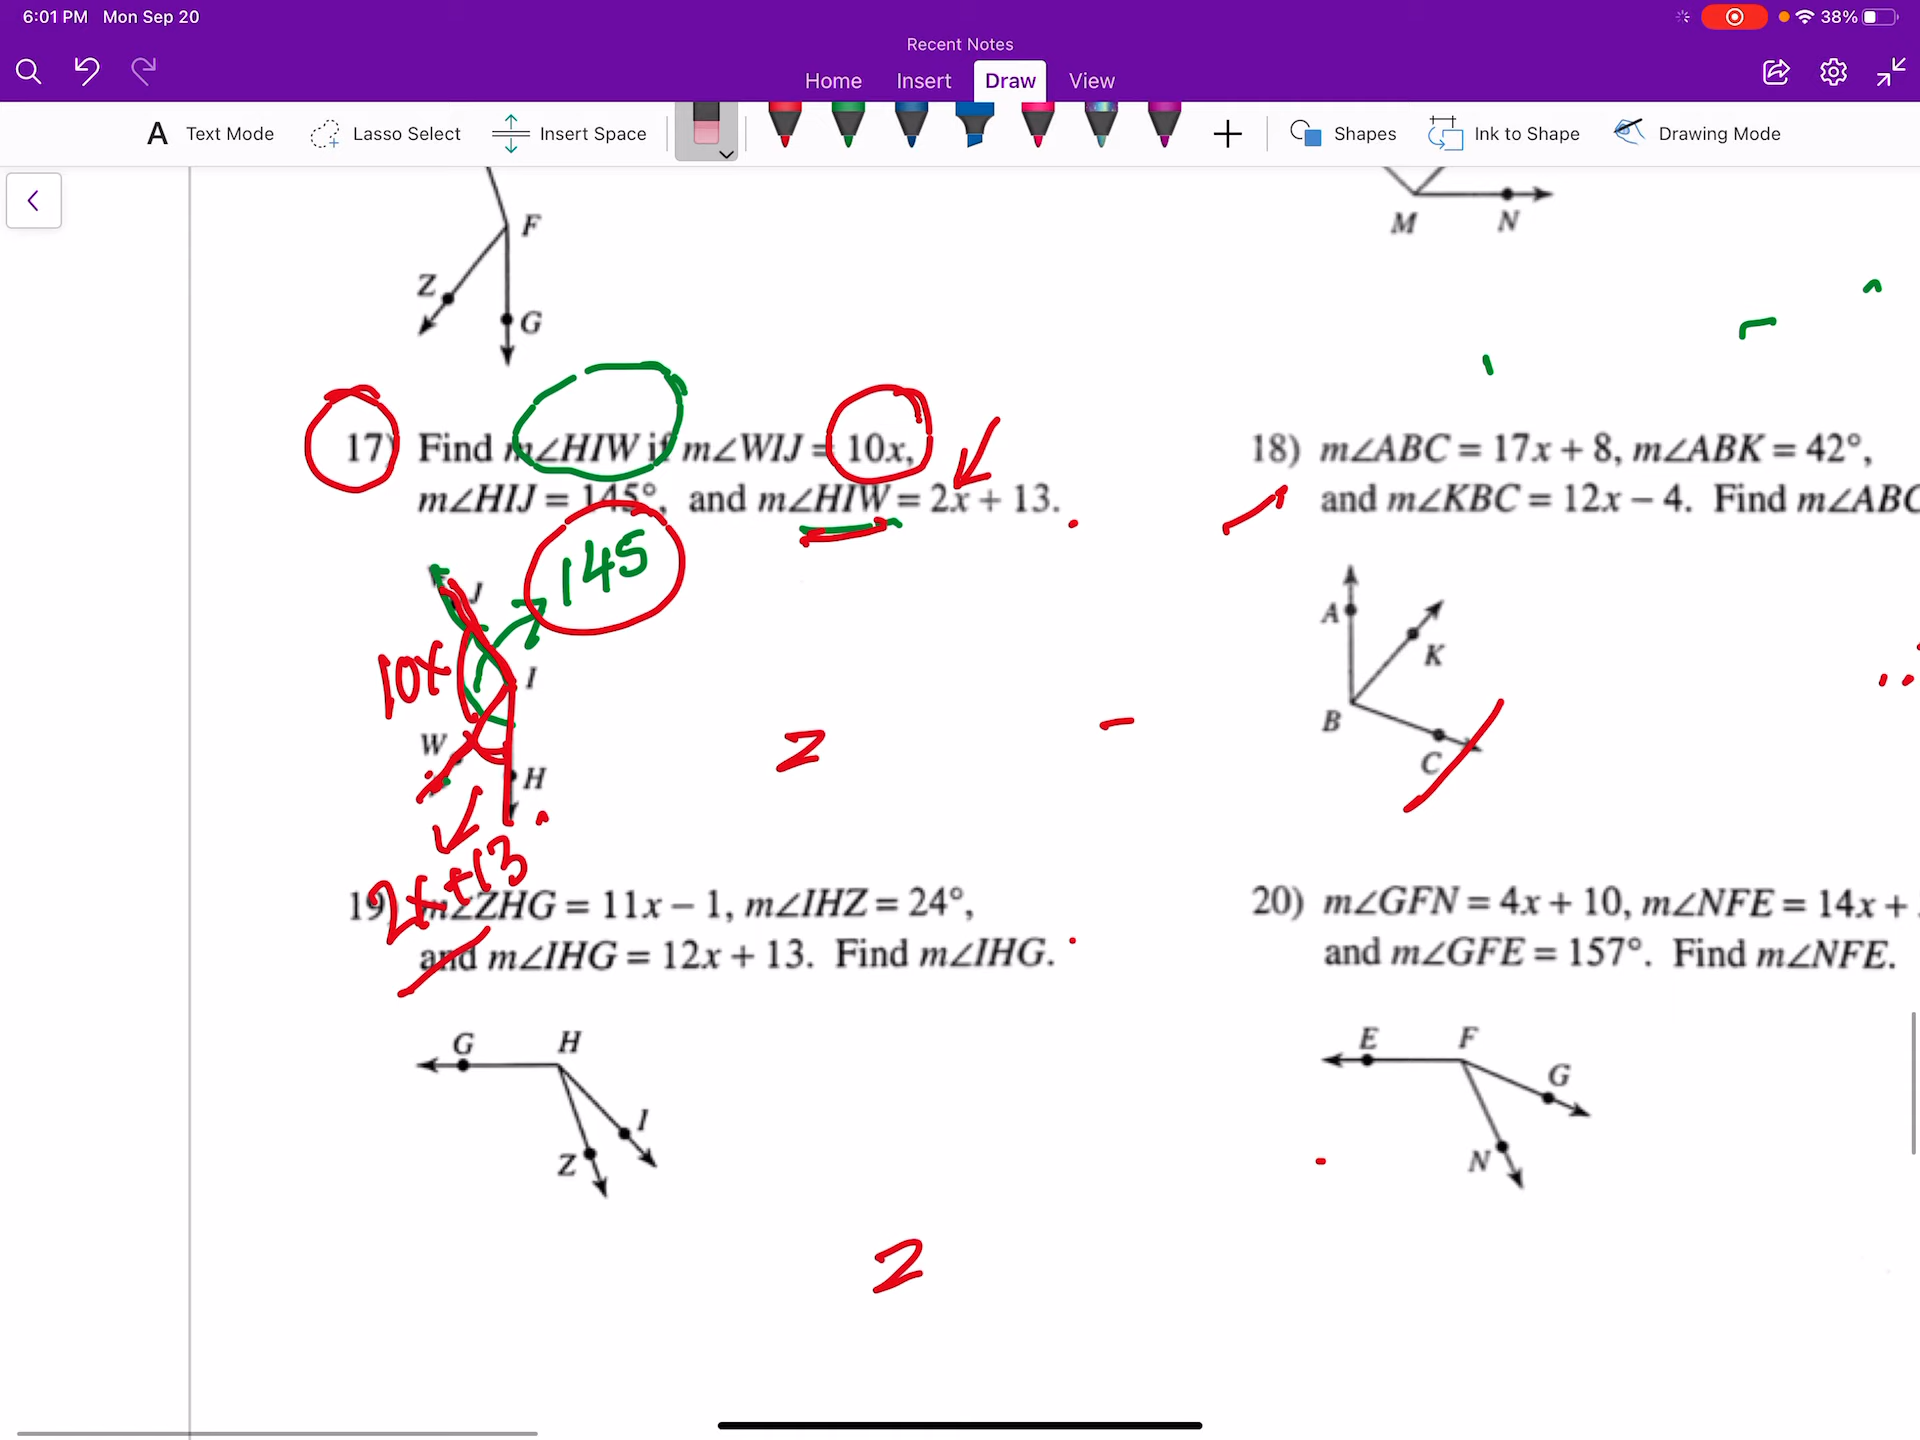 6:01 PM Mon Sep 20
38%
Recent Notes
Home Insert Draw View
A Text Mode Lasso Select Insert Space Shapes Ink to Shape Drawing Mode
F
Z
G
M N
17) Find m∠HIW if m∠WIJ = 10x,
m∠HIJ = 145°, and m∠HIW = 2x + 13.
145
J
10x
I
W
H
2x+13
2
18) m∠ABC = 17x + 8, m∠ABK = 42°,
and m∠KBC = 12x − 4. Find m∠ABC
A
K
B
C
19) m∠ZHG = 11x − 1, m∠IHZ = 24°,
and m∠IHG = 12x + 13. Find m∠IHG.
G H
I
Z
2
20) m∠GFN = 4x + 10, m∠NFE = 14x +
and m∠GFE = 157°. Find m∠NFE.
E F
G
N